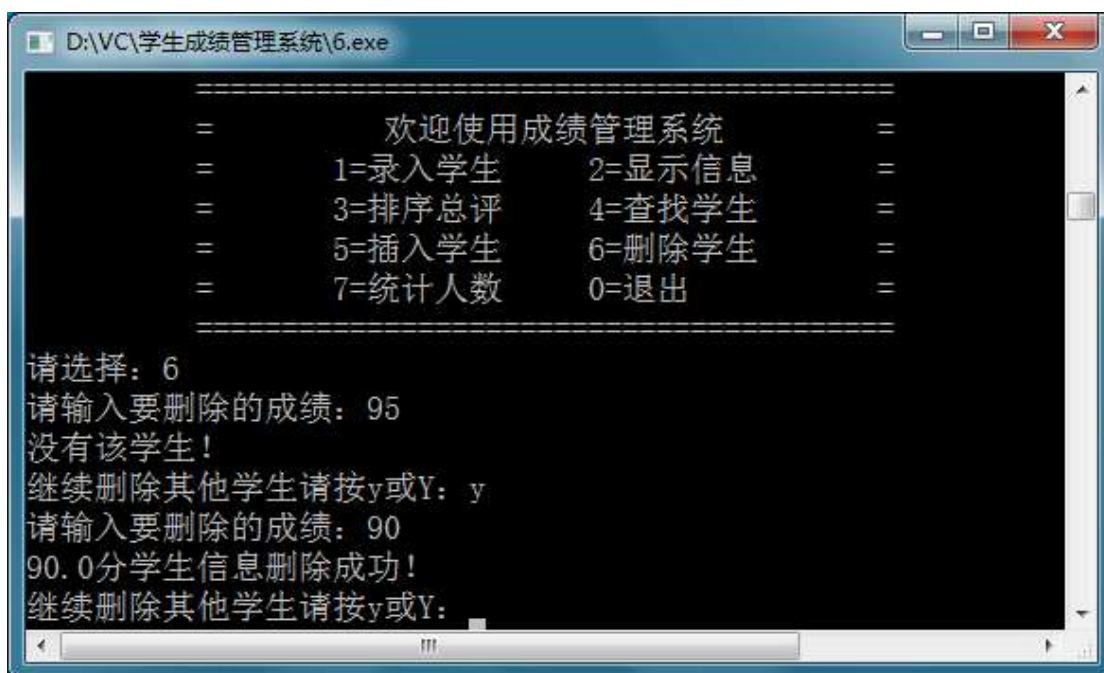 D:\VC\学生成绩管理系统\6.exe
=========================================
= 欢迎使用成绩管理系统 =
= 1=录入学生 2=显示信息 =
= 3=排序总评 4=查找学生 =
= 5=插入学生 6=删除学生 =
= 7=统计人数 0=退出 =
=========================================
请选择：6
请输入要删除的成绩：95
没有该学生！
继续删除其他学生请按y或Y：y
请输入要删除的成绩：90
90.0分学生信息删除成功！
继续删除其他学生请按y或Y：